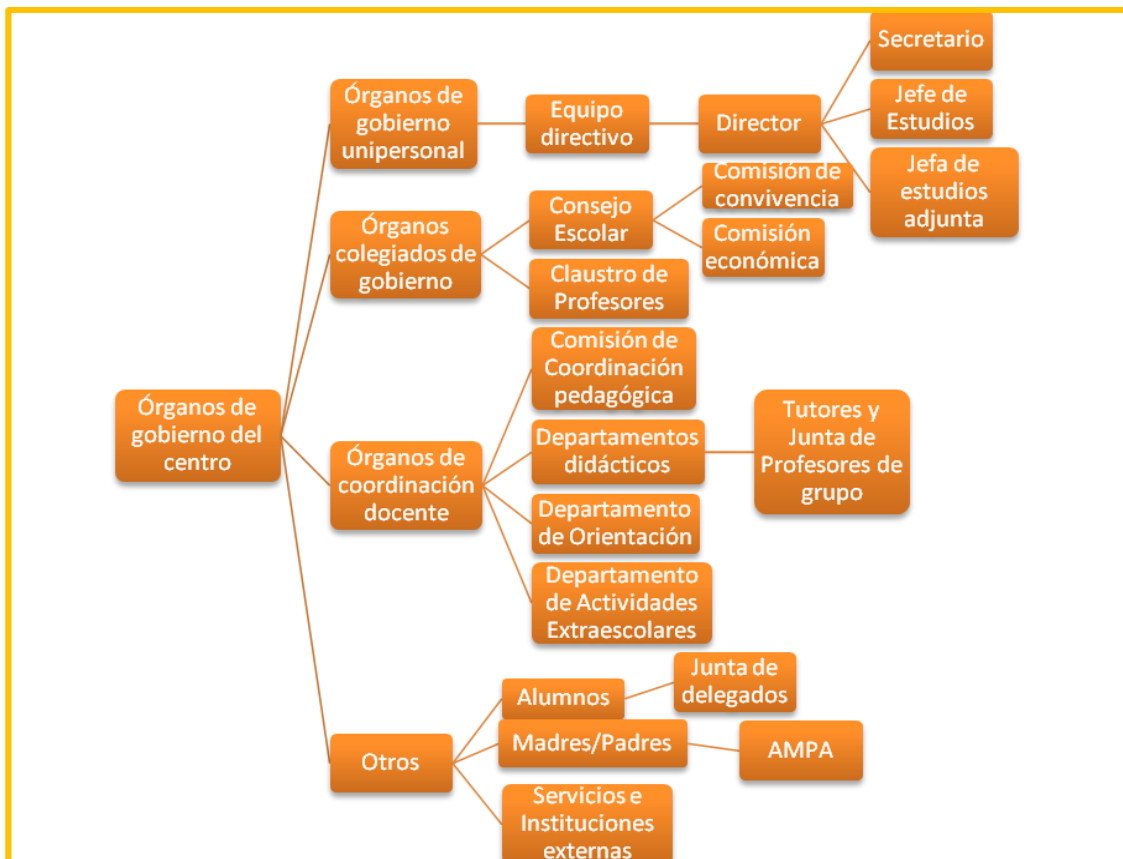 Órganos de
gobierno del
centro
Órganos de
gobierno
unipersonal
Equipo
directivo
Director
Secretario
Jefe de
Estudios
Jefa de
estudios
adjunta
Órganos
colegiados de
gobierno
Consejo
Escolar
Comisión de
convivencia
Comisión
económica
Claustro de
Profesores
Órganos de
coordinación
docente
Comisión de
Coordinación
pedagógica
Departamentos
didácticos
Tutores y
Junta de
Profesores de
grupo
Departamento
de Orientación
Departamento
de Actividades
Extraescolares
Otros
Alumnos
Junta de
delegados
Madres/Padres
AMPA
Servicios e
Instituciones
externas